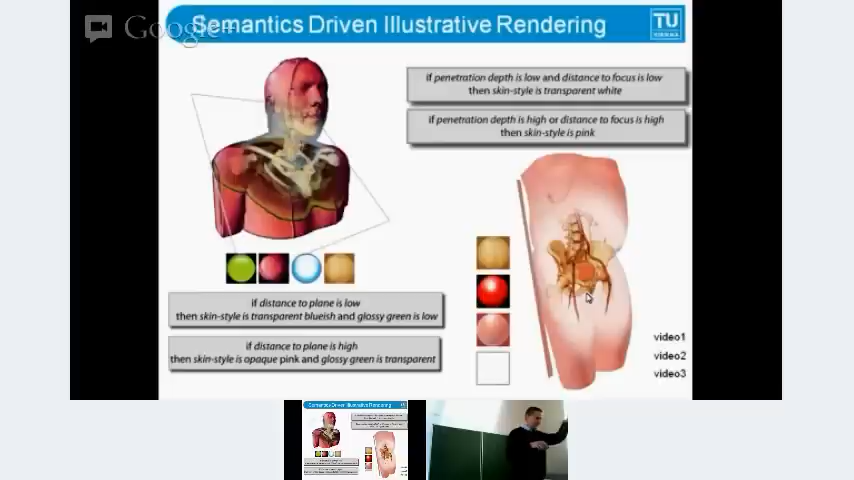 Google+
Semantics Driven Illustrative Rendering
TU
if penetration depth is low and distance to focus is low
then skin-style is transparent white
if penetration depth is high or distance to focus is high
then skin-style is pink
if distance to plane is low
then skin-style is transparent blueish and glossy green is low
if distance to plane is high
then skin-style is opaque pink and glossy green is transparent
video1
video2
video3
Semantics Driven Illustrative Rendering